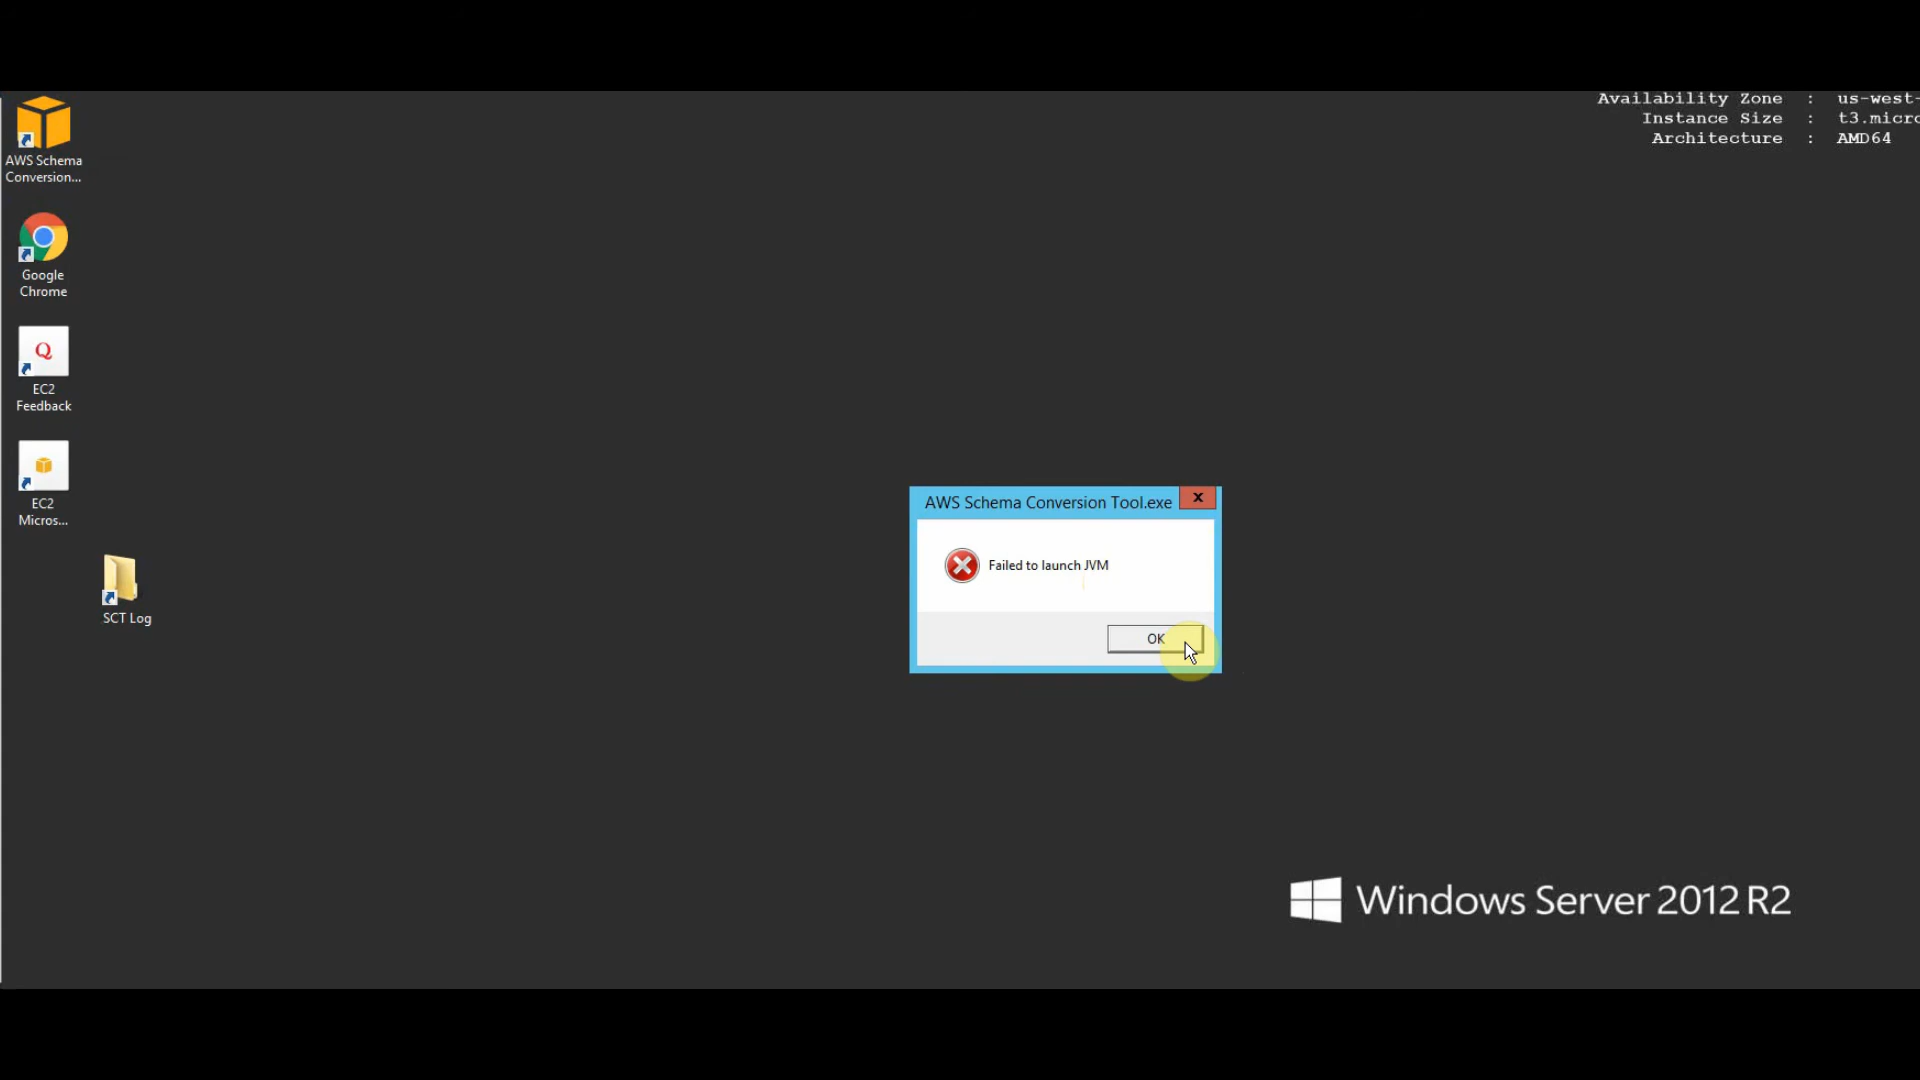 AWS Schema
Conversion...
Google
Chrome
Q
EC2
Feedback
EC2
Micros...
SCT Log
Availability Zone : us-west-
Instance Size : t3.micro
Architecture : AMD64
AWS Schema Conversion Tool.exe
x
Failed to launch JVM
OK
Windows Server 2012 R2